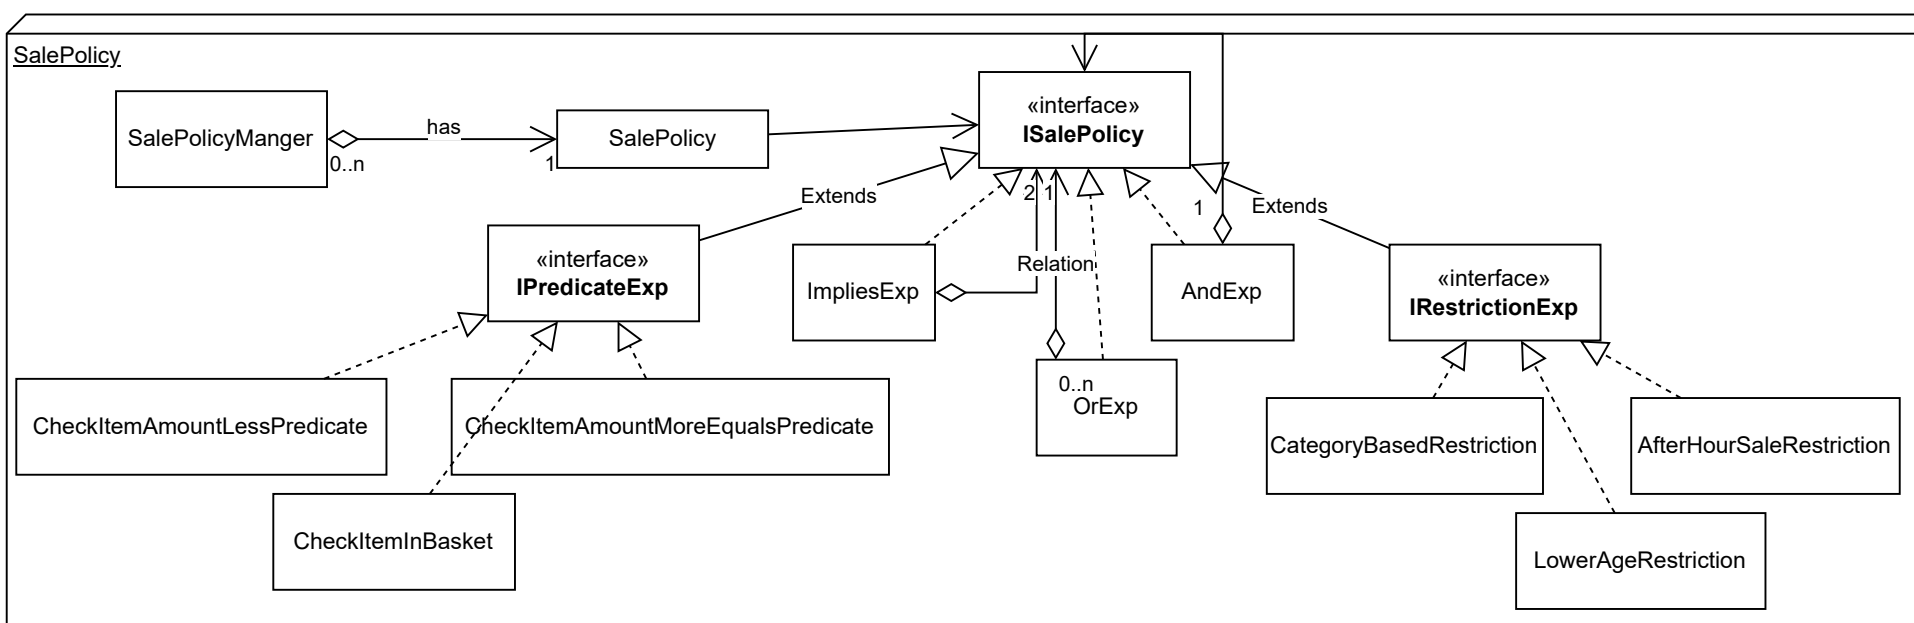 SalePolicy
SalePolicyManger
0..n
has
1
SalePolicy
«interface»
ISalePolicy
Extends
2
1
1
Extends
«interface»
IPredicateExp
ImpliesExp
Relation
AndExp
«interface»
IRestrictionExp
CheckItemAmountLessPredicate
CheckItemAmountMoreEqualsPredicate
0..n
OrExp
CategoryBasedRestriction
AfterHourSaleRestriction
CheckItemInBasket
LowerAgeRestriction